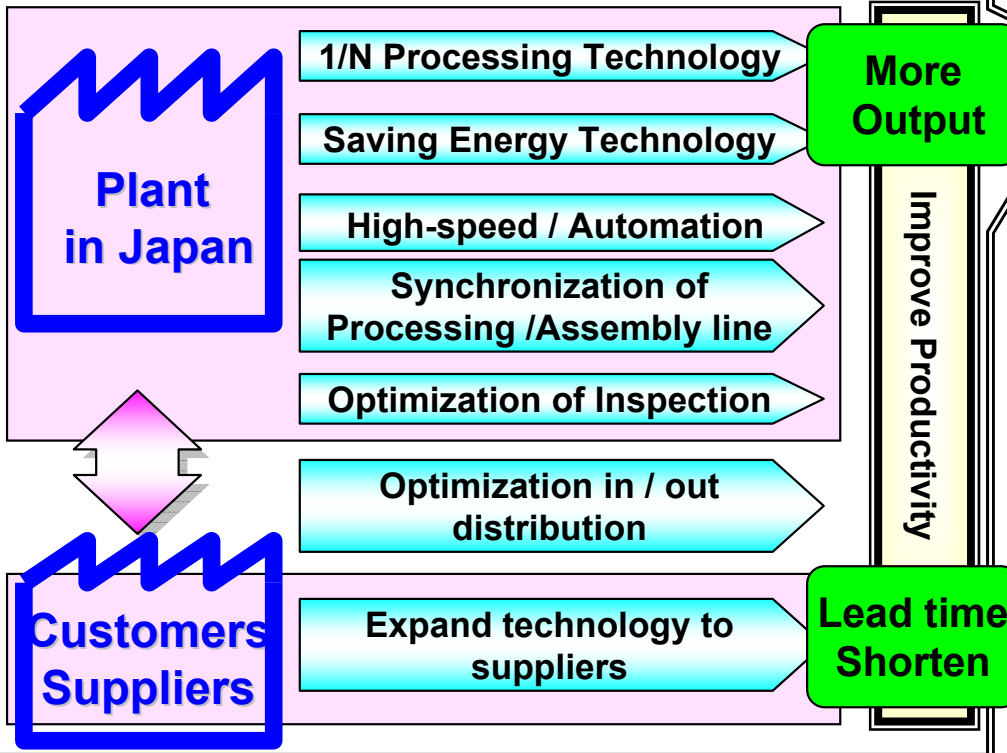 Plant
in Japan
1/N Processing Technology
Saving Energy Technology
High-speed / Automation
Synchronization of
Processing /Assembly line
Optimization of Inspection
Optimization in / out
distribution
Customers
Suppliers
Expand technology to
suppliers
More
Output
Improve Productivity
Lead time
Shorten